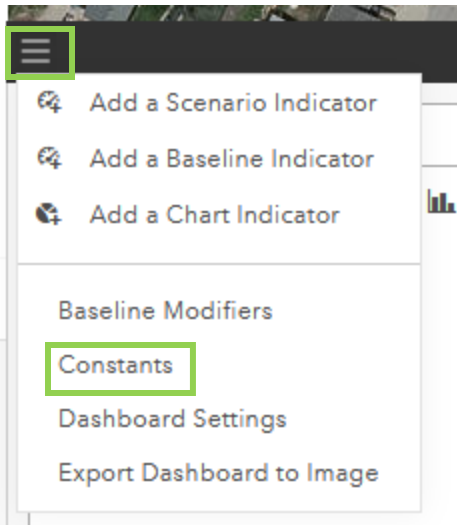 Add a Scenario Indicator
Add a Baseline Indicator
Add a Chart Indicator
Baseline Modifiers
Constants
Dashboard Settings
Export Dashboard to Image